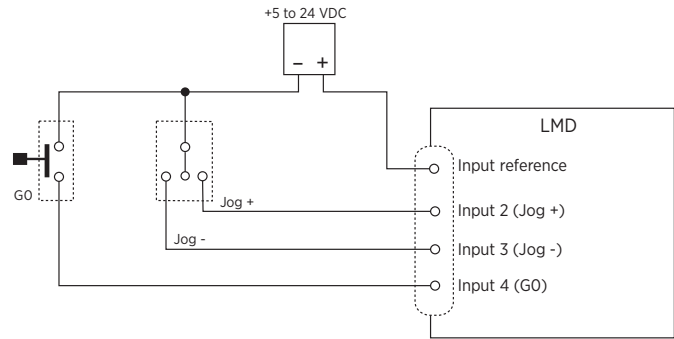 +5 to 24 VDC
− +
LMD
Input reference
G0
Jog +
Input 2 (Jog +)
Jog -
Input 3 (Jog -)
Input 4 (G0)